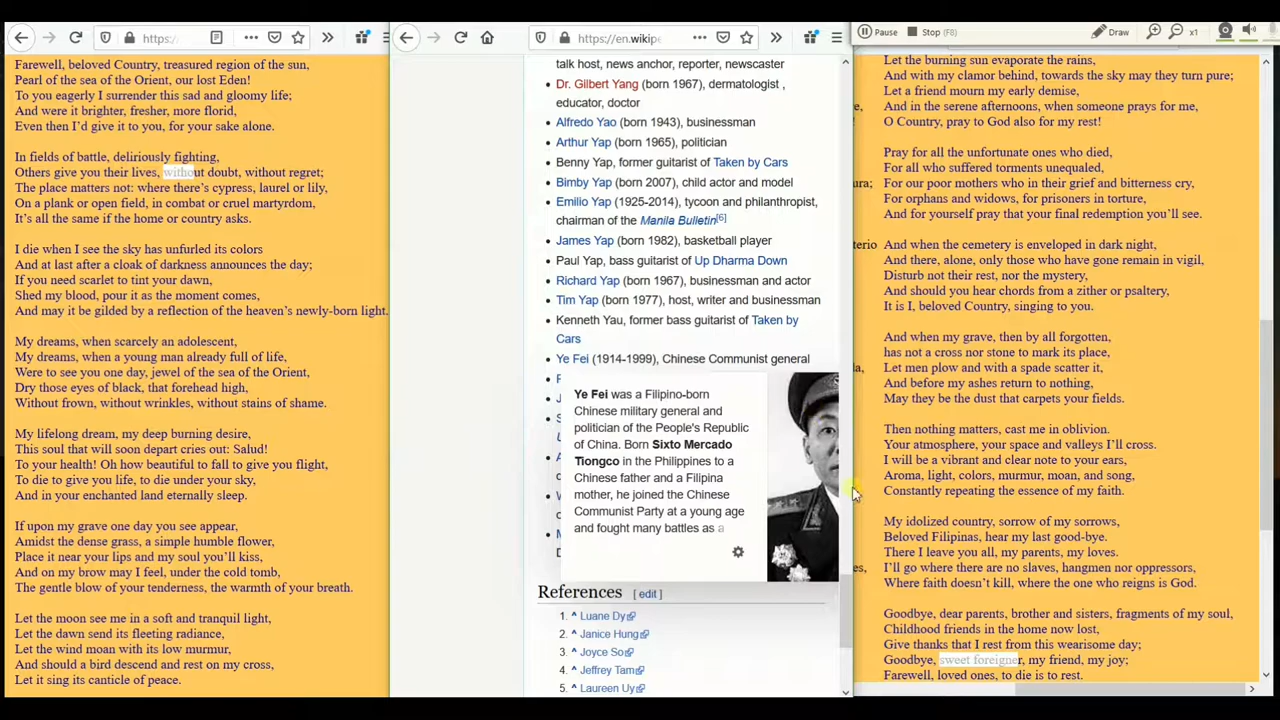 https://
Farewell, beloved Country, treasured region of the sun,
Pearl of the sea of the Orient, our lost Eden!
To you eagerly I surrender this sad and gloomy life;
And were it brighter, fresher, more florid,
Even then I'd give it to you, for your sake alone.
In fields of battle, deliriously fighting,
Others give you their lives, without doubt, without regret;
The place matters not: where there's cypress, laurel or lily,
On a plank or open field, in combat or cruel martyrdom,
It's all the same if the home or country asks.
I die when I see the sky has unfurled its colors
And at last after a cloak of darkness announces the day;
If you need scarlet to tint your dawn,
Shed my blood, pour it as the moment comes,
And may it be gilded by a reflection of the heaven's newly-born light.
My dreams, when scarcely an adolescent,
My dreams, when a young man already full of life,
Were to see you one day, jewel of the sea of the Orient,
Dry those eyes of black, that forehead high,
Without frown, without wrinkles, without stains of shame.
My lifelong dream, my deep burning desire,
This soul that will soon depart cries out: Salud!
To your health! Oh how beautiful to fall to give you flight,
To die to give you life, to die under your sky,
And in your enchanted land eternally sleep.
If upon my grave one day you see appear,
Amidst the dense grass, a simple humble flower,
Place it near your lips and my soul you'll kiss,
And on my brow may I feel, under the cold tomb,
The gentle blow of your tenderness, the warmth of your breath.
Let the moon see me in a soft and tranquil light,
Let the dawn send its fleeting radiance,
Let the wind moan with its low murmur,
And should a bird descend and rest on my cross,
Let it sing its canticle of peace.
https://en.wikipe
talk host, news anchor, reporter, newscaster
Dr. Gilbert Yang (born 1967), dermatologist ,
educator, doctor
Alfredo Yao (born 1943), businessman
Arthur Yap (born 1965), politician
Benny Yap, former guitarist of Taken by Cars
Bimby Yap (born 2007), child actor and model
Emilio Yap (1925-2014), tycoon and philanthropist,
chairman of the Manila Bulletin[6]
James Yap (born 1982), basketball player
Paul Yap, bass guitarist of Up Dharma Down
Richard Yap (born 1967), businessman and actor
Tim Yap (born 1977), host, writer and businessman
Kenneth Yau, former bass guitarist of Taken by
Cars
Ye Fei (1914-1999), Chinese Communist general
Ye Fei was a Filipino-born
Chinese military general and
politician of the People's Republic
of China. Born Sixto Mercado
Tiongco in the Philippines to a
Chinese father and a Filipina
mother, he joined the Chinese
Communist Party at a young age
and fought many battles as a
References [ edit ]
1. ^ Luane Dy
2. ^ Janice Hung
3. ^ Joyce So
4. ^ Jeffrey Tam
5. ^ Laureen Uy
Pause Stop (F8) Draw x1
Let the burning sun evaporate the rains,
And with my clamor behind, towards the sky may they turn pure;
Let a friend mourn my early demise,
And in the serene afternoons, when someone prays for me,
O Country, pray to God also for my rest!
Pray for all the unfortunate ones who died,
For all who suffered torments unequaled,
For our poor mothers who in their grief and bitterness cry,
For orphans and widows, for prisoners in torture,
And for yourself pray that your final redemption you'll see.
And when the cemetery is enveloped in dark night,
And there, alone, only those who have gone remain in vigil,
Disturb not their rest, nor the mystery,
And should you hear chords from a zither or psaltery,
It is I, beloved Country, singing to you.
And when my grave, then by all forgotten,
has not a cross nor stone to mark its place,
Let men plow and with a spade scatter it,
And before my ashes return to nothing,
May they be the dust that carpets your fields.
Then nothing matters, cast me in oblivion.
Your atmosphere, your space and valleys I'll cross.
I will be a vibrant and clear note to your ears,
Aroma, light, colors, murmur, moan, and song,
Constantly repeating the essence of my faith.
My idolized country, sorrow of my sorrows,
Beloved Filipinas, hear my last good-bye.
There I leave you all, my parents, my loves.
I'll go where there are no slaves, hangmen nor oppressors,
Where faith doesn't kill, where the one who reigns is God.
Goodbye, dear parents, brother and sisters, fragments of my soul,
Childhood friends in the home now lost,
Give thanks that I rest from this wearisome day;
Goodbye, sweet foreigner, my friend, my joy;
Farewell, loved ones, to die is to rest.